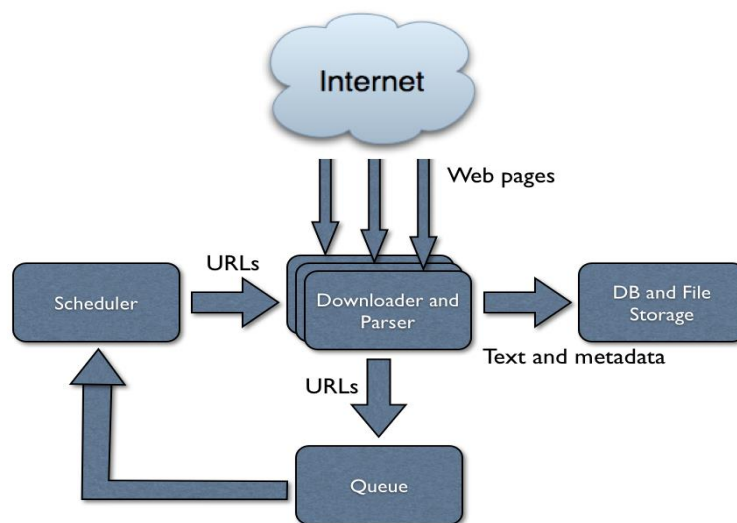 Internet
Web pages
URLs
Scheduler
Downloader and
Parser
DB and File
Storage
Text and metadata
URLs
Queue